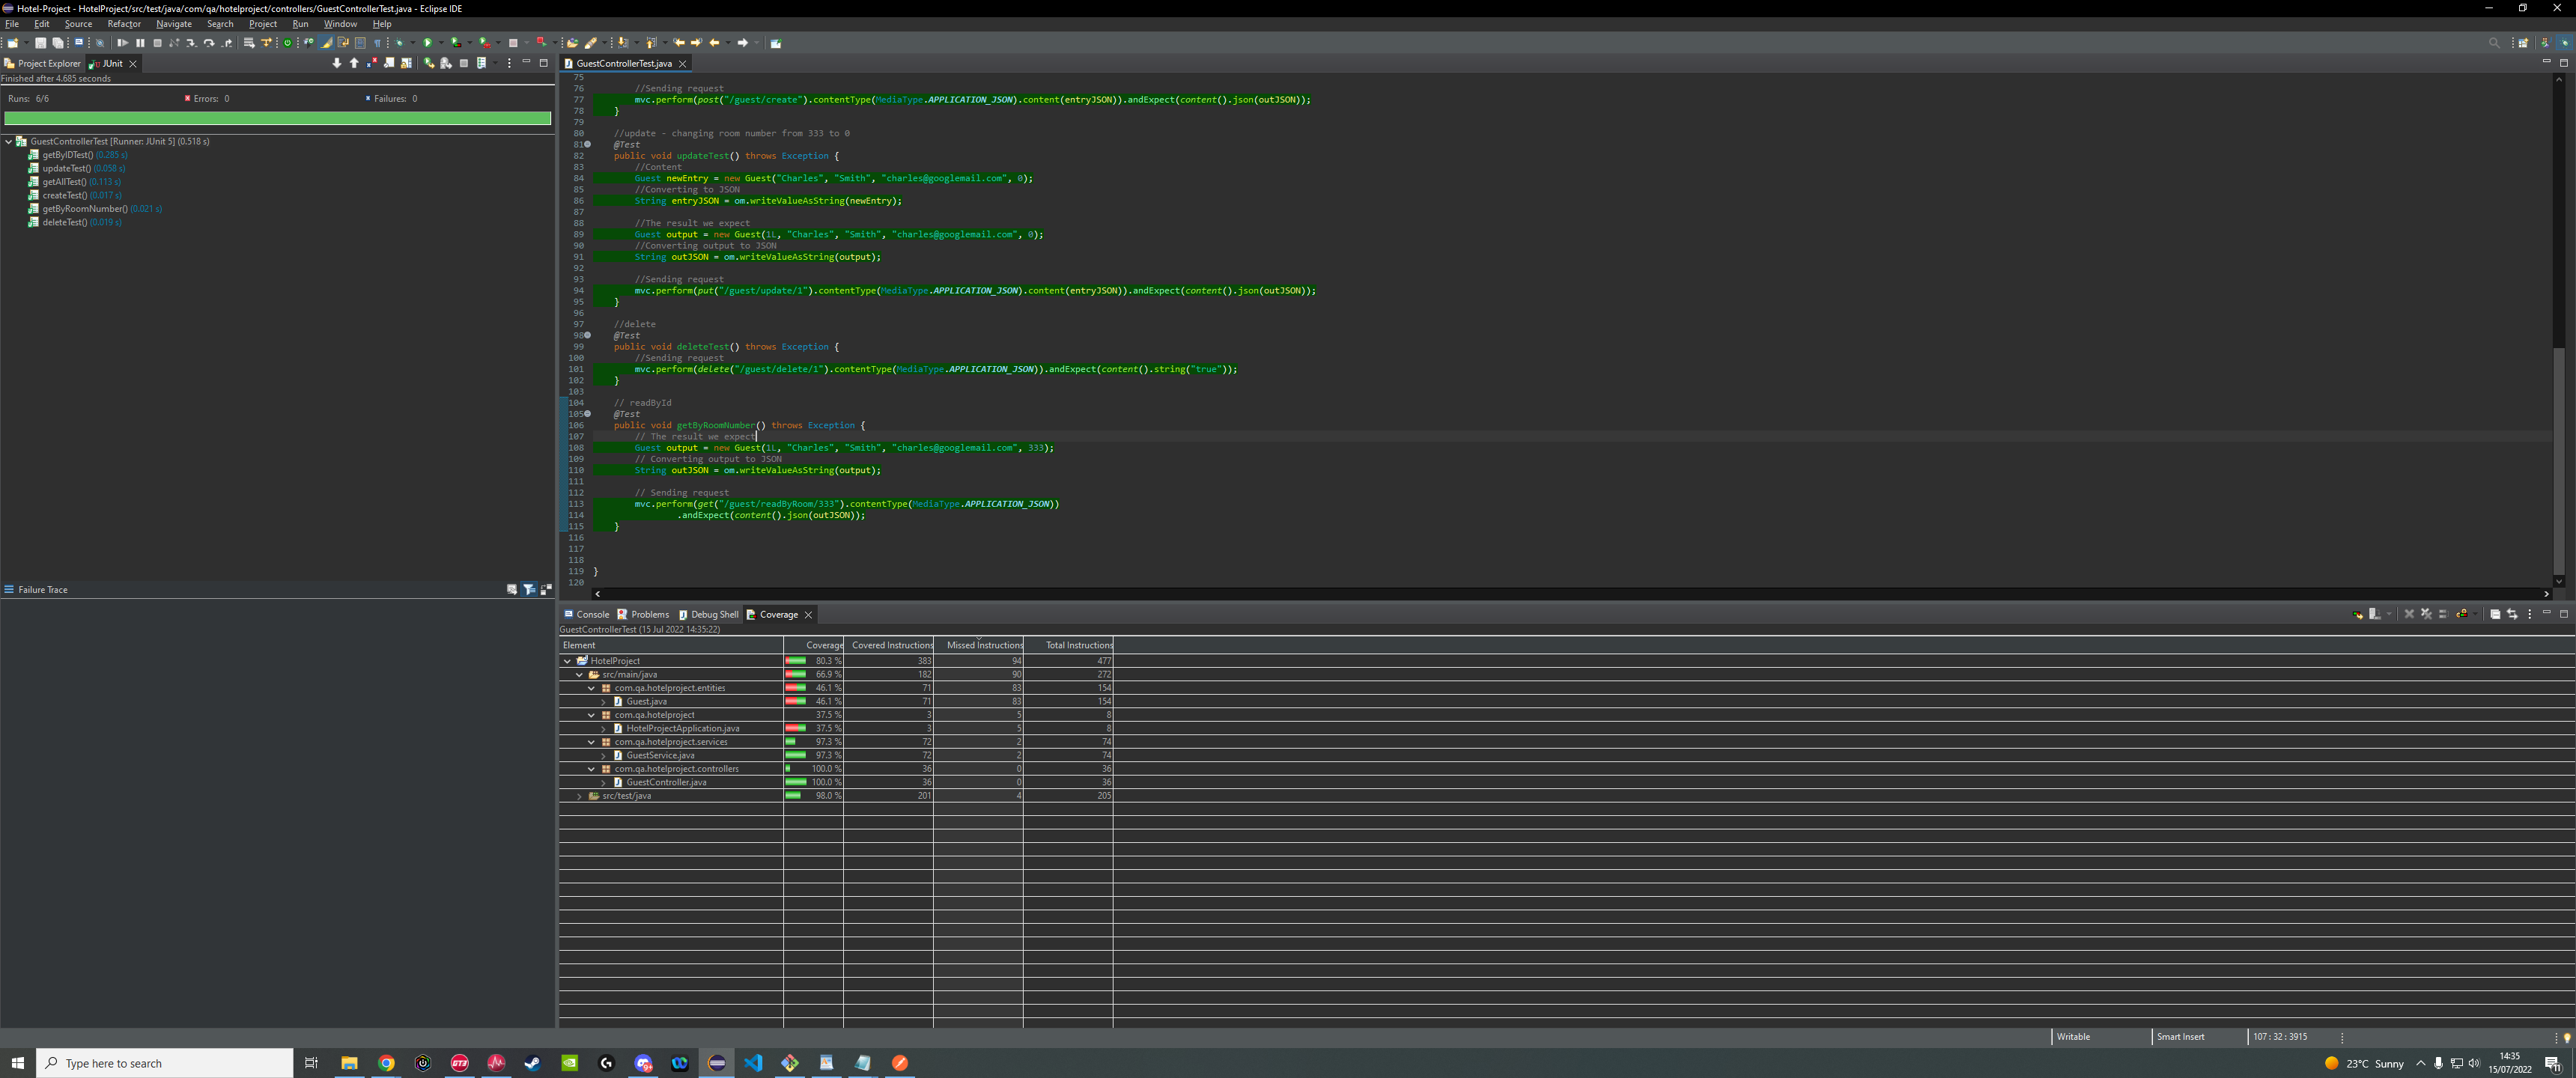 Hotel-Project - HotelProject/src/test/java/com/qa/hotelproject/controllers/GuestControllerTest.java - Eclipse IDE
File Edit Source Refactor Navigate Search Project Run Window Help
Project Explorer JUnit
Finished after 4.685 seconds
Runs: 6/6 Errors: 0 Failures: 0
GuestControllerTest [Runner: JUnit 5] (0.518 s)
getByIDTest() (0.285 s)
updateTest() (0.058 s)
getAllTest() (0.113 s)
createTest() (0.017 s)
getByRoomNumber() (0.021 s)
deleteTest() (0.019 s)
Failure Trace
GuestControllerTest.java
75
76 //Sending request
77 mvc.perform(post("/guest/create").contentType(MediaType.APPLICATION_JSON).content(entryJSON)).andExpect(content().json(outJSON));
78 }
79
80 //update - changing room number from 333 to 0
81 @Test
82 public void updateTest() throws Exception {
83 //Content
84 Guest newEntry = new Guest("Charles", "Smith", "charles@googlemail.com", 0);
85 //Converting to JSON
86 String entryJSON = om.writeValueAsString(newEntry);
87
88 //The result we expect
89 Guest output = new Guest(1L, "Charles", "Smith", "charles@googlemail.com", 0);
90 //Converting output to JSON
91 String outJSON = om.writeValueAsString(output);
92
93 //Sending request
94 mvc.perform(put("/guest/update/1").contentType(MediaType.APPLICATION_JSON).content(entryJSON)).andExpect(content().json(outJSON));
95 }
96
97 //delete
98 @Test
99 public void deleteTest() throws Exception {
100 //Sending request
101 mvc.perform(delete("/guest/delete/1").contentType(MediaType.APPLICATION_JSON)).andExpect(content().string("true"));
102 }
103
104 // readById
105 @Test
106 public void getByRoomNumber() throws Exception {
107 // The result we expect
108 Guest output = new Guest(1L, "Charles", "Smith", "charles@googlemail.com", 333);
109 // Converting output to JSON
110 String outJSON = om.writeValueAsString(output);
111
112 // Sending request
113 mvc.perform(get("/guest/readByRoom/333").contentType(MediaType.APPLICATION_JSON))
114 .andExpect(content().json(outJSON));
115 }
116
117
118
119 }
120
Console Problems Debug Shell Coverage
GuestControllerTest (15 Jul 2022 14:35:22)
Element Coverage Covered Instructions Missed Instructions Total Instructions
HotelProject 80.3 % 383 94 477
src/main/java 66.9 % 182 90 272
com.qa.hotelproject.entities 46.1 % 71 83 154
Guest.java 46.1 % 71 83 154
com.qa.hotelproject 37.5 % 3 5 8
HotelProjectApplication.java 37.5 % 3 5 8
com.qa.hotelproject.services 97.3 % 72 2 74
GuestService.java 97.3 % 72 2 74
com.qa.hotelproject.controllers 100.0 % 36 0 36
GuestController.java 100.0 % 36 0 36
src/test/java 98.0 % 201 4 205
Writable Smart Insert 107 : 32 : 3915
Type here to search
GT3
9+
23°C Sunny
14:35
15/07/2022
11